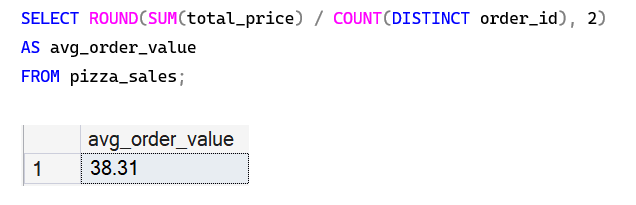 SELECT ROUND(SUM(total_price) / COUNT(DISTINCT order_id), 2)
AS avg_order_value
FROM pizza_sales;
avg_order_value
1 38.31